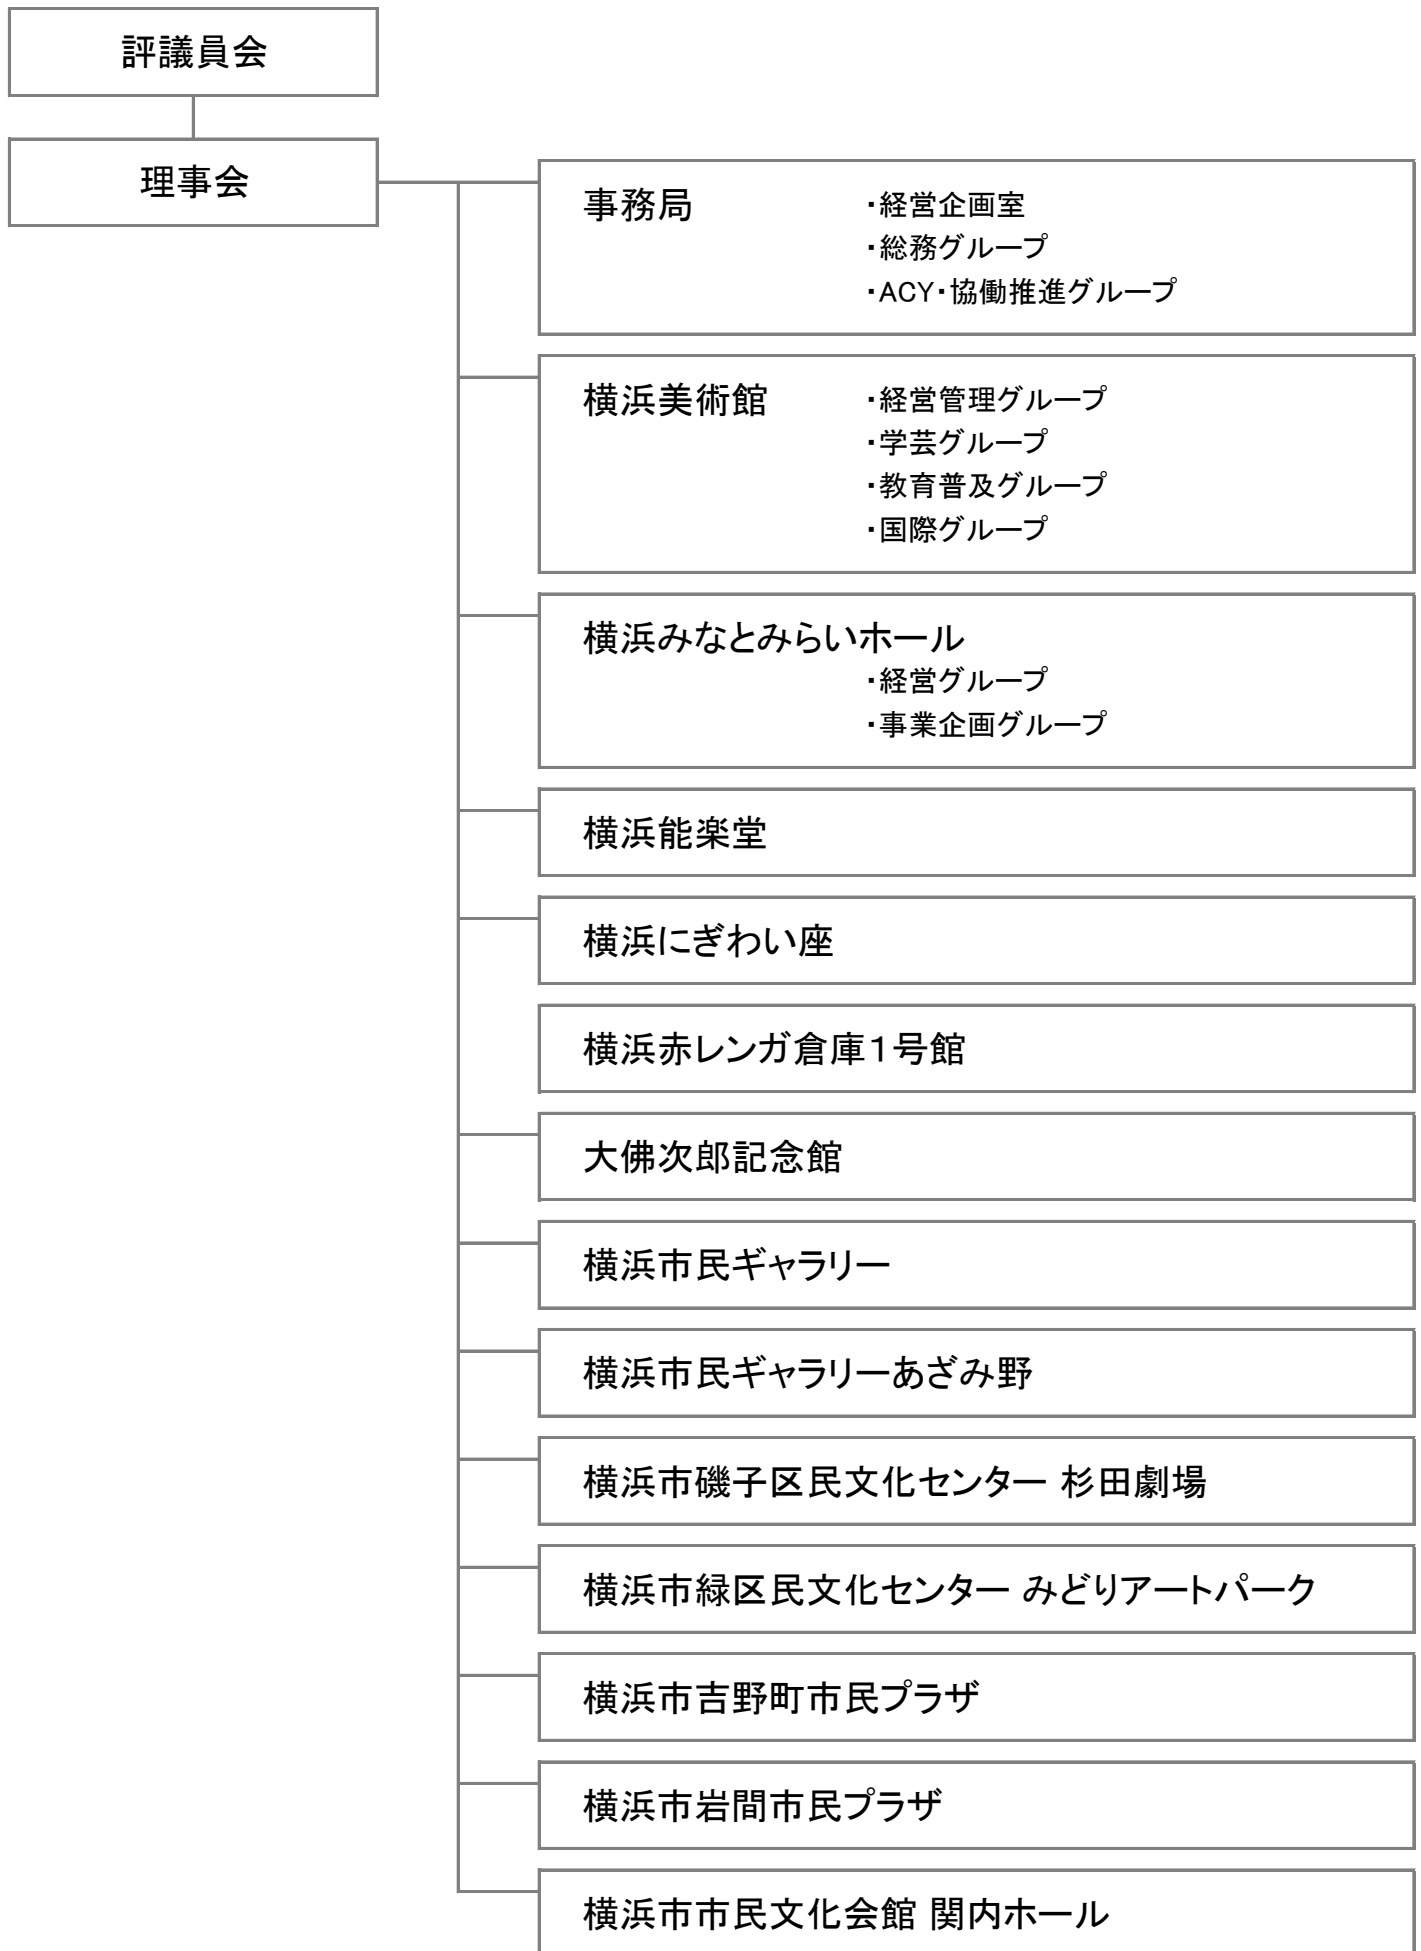 評議員会
理事会
事務局
・経営企画室
・総務グループ
・ACY・協働推進グループ
横浜美術館
・経営管理グループ
・学芸グループ
・教育普及グループ
・国際グループ
横浜みなとみらいホール
・経営グループ
・事業企画グループ
横浜能楽堂
横浜にぎわい座
横浜赤レンガ倉庫1号館
大佛次郎記念館
横浜市民ギャラリー
横浜市民ギャラリーあざみ野
横浜市磯子区民文化センター 杉田劇場
横浜市緑区民文化センター みどりアートパーク
横浜市吉野町市民プラザ
横浜市岩間市民プラザ
横浜市市民文化会館 関内ホール